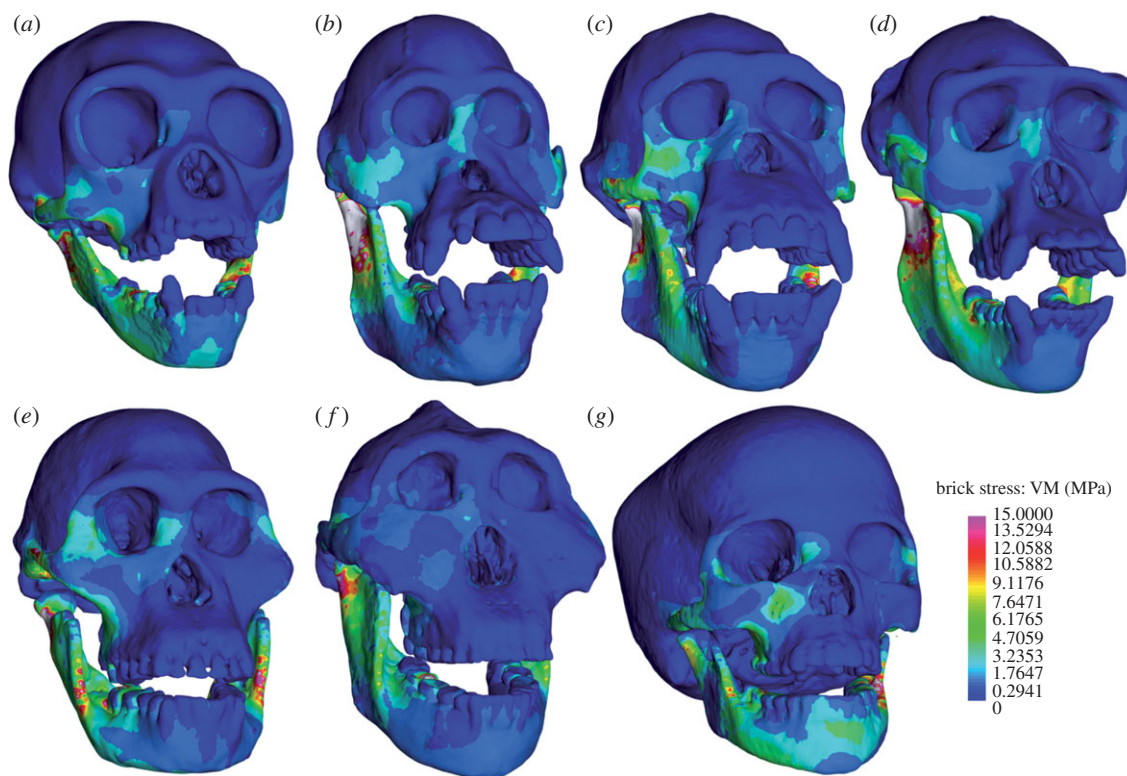 (a)
(b)
(c)
(d)
(e)
(f)
(g)
brick stress: VM (MPa)
15.0000
13.5294
12.0588
10.5882
9.1176
7.6471
6.1765
4.7059
3.2353
1.7647
0.2941
0